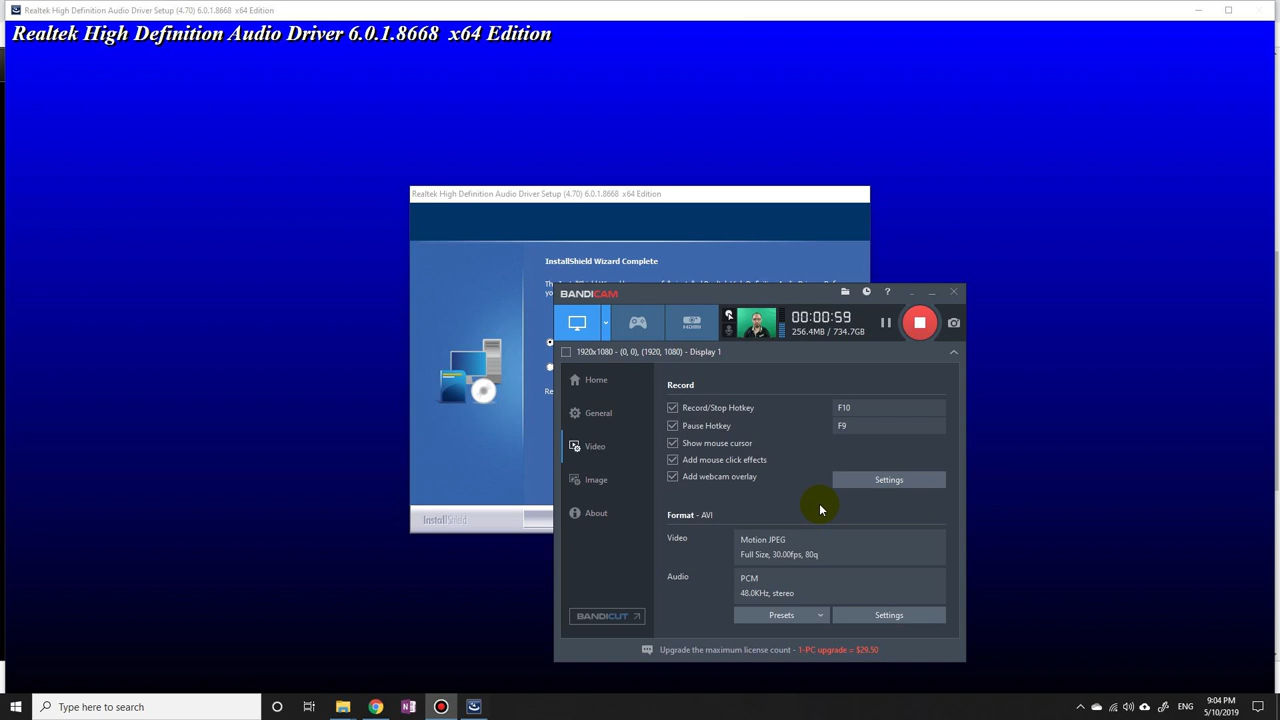 Realtek High Definition Audio Driver Setup (4.70) 6.0.1.8668 x64 Edition
Realtek High Definition Audio Driver 6.0.1.8668 x64 Edition
Realtek High Definition Audio Driver Setup (4.70) 6.0.1.8668 x64 Edition
InstallShield Wizard Complete
BANDICAM
?
HDMI
00:00:59
256.4MB / 734.7GB
1920x1080 - (0, 0), (1920, 1080) - Display 1
Home
General
Video
Image
About
BANDICUT
Record
Record/Stop Hotkey F10
Pause Hotkey F9
Show mouse cursor
Add mouse click effects
Add webcam overlay Settings
Format - AVI
Video Motion JPEG
Full Size, 30.00fps, 80q
Audio PCM
48.0KHz, stereo
Presets Settings
Upgrade the maximum license count - 1-PC upgrade = $29.50
InstallShield
Type here to search
ENG
9:04 PM
5/10/2019